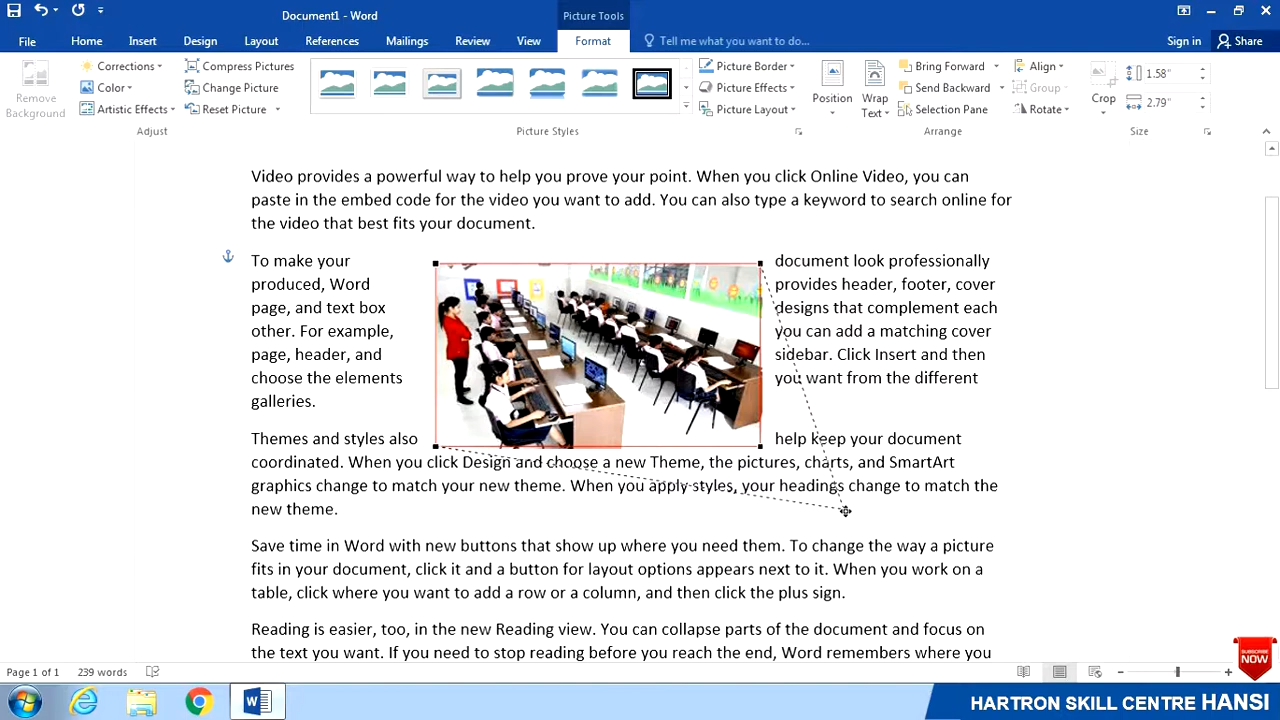 Document1 - Word
Picture Tools
File
Home
Insert
Design
Layout
References
Mailings
Review
View
Format
Tell me what you want to do...
Sign in
Share
Remove
Background
Corrections
Color
Artistic Effects
Compress Pictures
Change Picture
Reset Picture
Adjust
Picture Styles
Picture Border
Picture Effects
Picture Layout
Position
Wrap
Text
Bring Forward
Send Backward
Selection Pane
Align
Group
Rotate
Arrange
Crop
1.58"
2.79"
Size
Video provides a powerful way to help you prove your point. When you click Online Video, you can
paste in the embed code for the video you want to add. You can also type a keyword to search online for
the video that best fits your document.
To make your document look professionally
produced, Word provides header, footer, cover
page, and text box designs that complement each
other. For example, you can add a matching cover
page, header, and sidebar. Click Insert and then
choose the elements you want from the different
galleries.
Themes and styles also help keep your document
coordinated. When you click Design and choose a new Theme, the pictures, charts, and SmartArt
graphics change to match your new theme. When you apply styles, your headings change to match the
new theme.
Save time in Word with new buttons that show up where you need them. To change the way a picture
fits in your document, click it and a button for layout options appears next to it. When you work on a
table, click where you want to add a row or a column, and then click the plus sign.
Reading is easier, too, in the new Reading view. You can collapse parts of the document and focus on
the text you want. If you need to stop reading before you reach the end, Word remembers where you
Page 1 of 1
239 words
SUBSCRIBE
NOW
HARTRON SKILL CENTRE HANSI